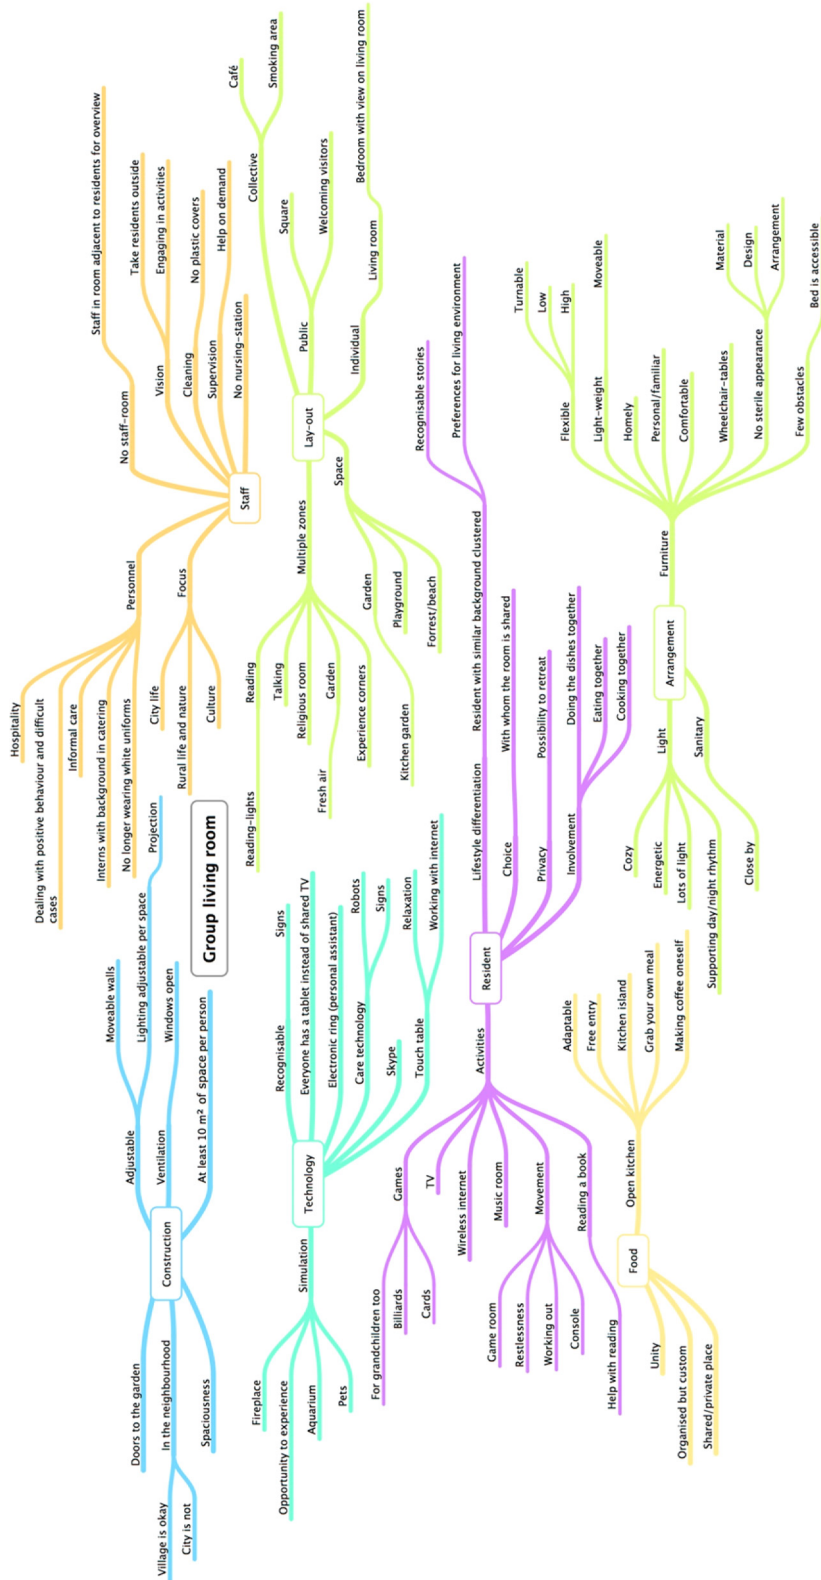 Group living room
Construction
Doors to the garden
In the neighbourhood
Village is okay
City is not
Spaciousness
Adjustable
Moveable walls
Lighting adjustable per space
Projection
Ventilation
Windows open
At least 10 m² of space per person
Staff
Personnel
Hospitality
Dealing with positive behaviour and difficult
cases
Informal care
Interns with background in catering
No longer wearing white uniforms
Focus
City life
Rural life and nature
Culture
No staff-room
Staff in room adjacent to residents for overview
Vision
Take residents outside
Engaging in activities
Cleaning
No plastic covers
Supervision
Help on demand
No nursing-station
Technology
Simulation
Fireplace
Opportunity to experience
Aquarium
Pets
Recognisable
Signs
Everyone has a tablet instead of shared TV
Electronic ring (personal assistant)
Care technology
Robots
Signs
Skype
Touch table
Relaxation
Working with internet
Lay-out
Multiple zones
Reading
Reading-lights
Talking
Religious room
Garden
Fresh air
Experience corners
Space
Garden
Kitchen garden
Playground
Forrest/beach
Collective
Café
Smoking area
Public
Square
Welcoming visitors
Individual
Living room
Bedroom with view on living room
Resident
Activities
Games
For grandchildren too
Billiards
Cards
TV
Wireless internet
Music room
Movement
Game room
Restlessness
Working out
Console
Reading a book
Help with reading
Lifestyle differentiation
Resident with similar background clustered
Recognisable stories
Preferences for living environment
Choice
With whom the room is shared
Privacy
Possibility to retreat
Involvement
Doing the dishes together
Eating together
Cooking together
Food
Unity
Organised but custom
Shared/private place
Open kitchen
Adaptable
Free entry
Kitchen island
Grab your own meal
Making coffee oneself
Arrangement
Light
Cozy
Energetic
Lots of light
Supporting day/night rhythm
Sanitary
Close by
Furniture
Flexible
Turnable
Low
High
Light-weight
Moveable
Homely
Personal/familiar
Comfortable
Wheelchair-tables
No sterile appearance
Material
Design
Arrangement
Few obstacles
Bed is accessible